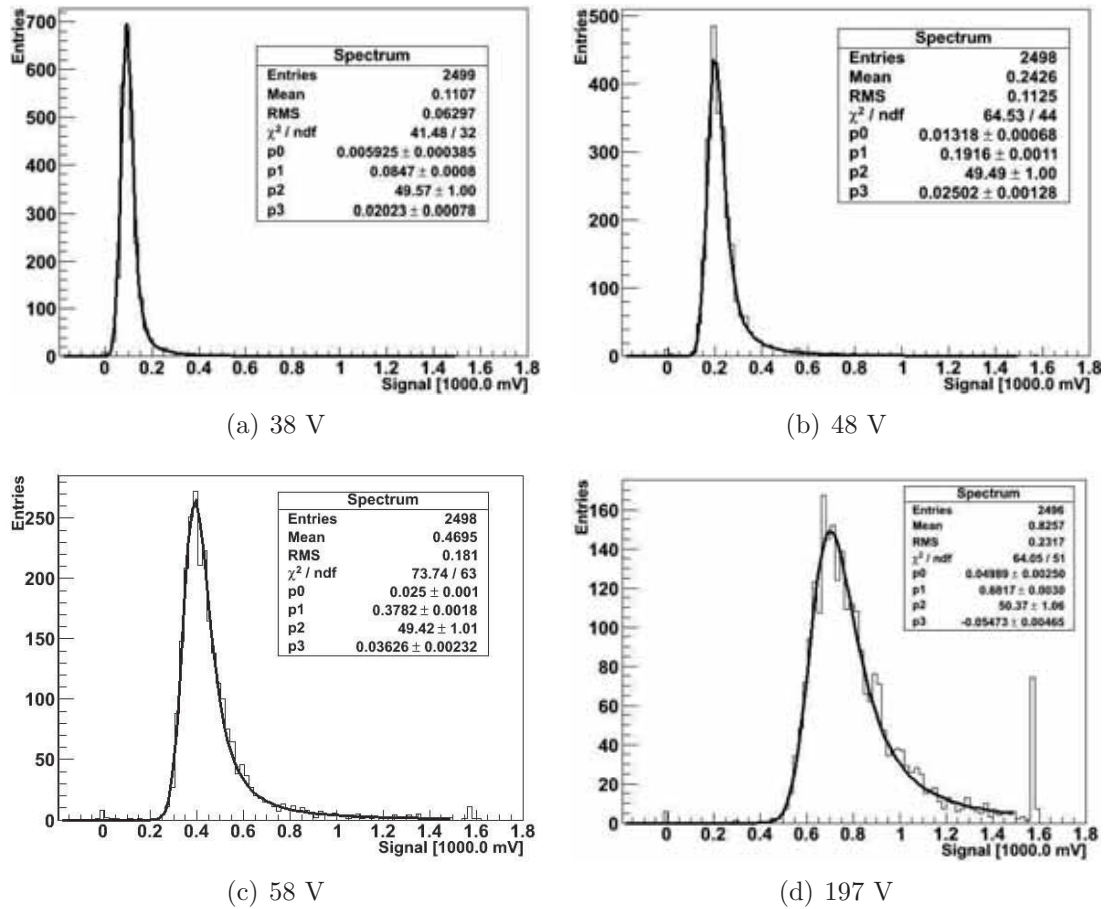 Entries
700
600
500
400
300
200
100
0
0 0.2 0.4 0.6 0.8 1 1.2 1.4 1.6 1.8
Signal [1000.0 mV]
Spectrum
Entries 2499
Mean 0.1107
RMS 0.06297
χ² / ndf 41.48 / 32
p0 0.005925 ± 0.000385
p1 0.0847 ± 0.0008
p2 49.57 ± 1.00
p3 0.02023 ± 0.00078
(a) 38 V
Entries
500
400
300
200
100
0
0 0.2 0.4 0.6 0.8 1 1.2 1.4 1.6 1.8
Signal [1000.0 mV]
Spectrum
Entries 2498
Mean 0.2426
RMS 0.1125
χ² / ndf 64.53 / 44
p0 0.01318 ± 0.00068
p1 0.1916 ± 0.0011
p2 49.49 ± 1.00
p3 0.02502 ± 0.00128
(b) 48 V
Entries
250
200
150
100
50
0
0 0.2 0.4 0.6 0.8 1 1.2 1.4 1.6 1.8
Signal [1000.0 mV]
Spectrum
Entries 2498
Mean 0.4695
RMS 0.181
χ² / ndf 73.74 / 63
p0 0.025 ± 0.001
p1 0.3782 ± 0.0018
p2 49.42 ± 1.01
p3 0.03626 ± 0.00232
(c) 58 V
Entries
160
140
120
100
80
60
40
20
0
0 0.2 0.4 0.6 0.8 1 1.2 1.4 1.6 1.8
Signal [1000.0 mV]
Spectrum
Entries 2496
Mean 0.8257
RMS 0.2317
χ² / ndf 64.05 / 51
p0 0.04989 ± 0.00250
p1 0.6817 ± 0.0030
p2 50.37 ± 1.06
p3 -0.05473 ± 0.00465
(d) 197 V